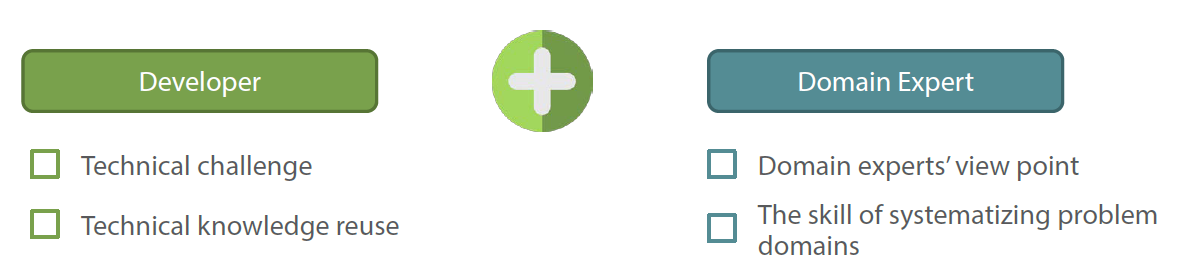 Developer
Domain Expert
Technical challenge
Technical knowledge reuse
Domain experts’ view point
The skill of systematizing problem
domains